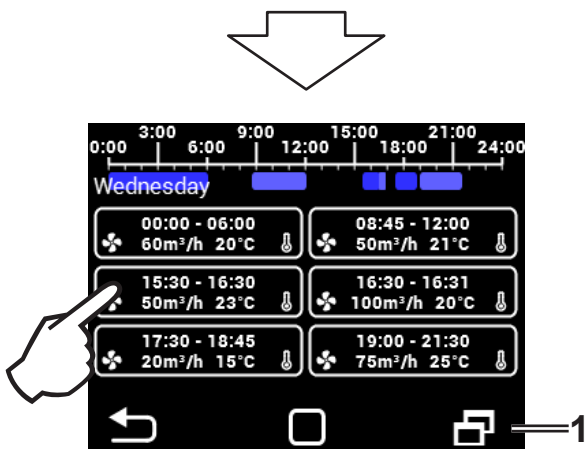 3:00 9:00 15:00 21:00
0:00 6:00 12:00 18:00 24:00
Wednesday
00:00 - 06:00
60m³/h 20°C
08:45 - 12:00
50m³/h 21°C
15:30 - 16:30
50m³/h 23°C
16:30 - 16:31
100m³/h 20°C
17:30 - 18:45
20m³/h 15°C
19:00 - 21:30
75m³/h 25°C
1